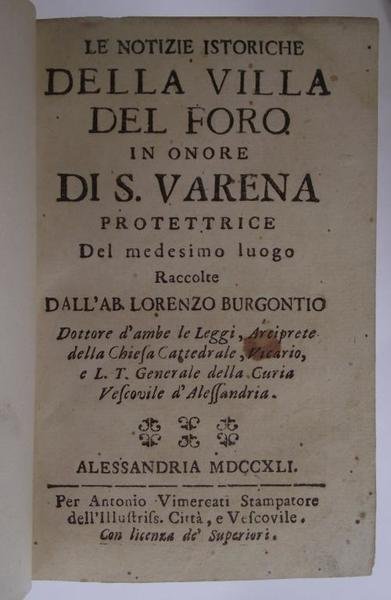 LE NOTIZIE ISTORICHE
DELLA VILLA
DEL FORO
IN ONORE
DI S. VARENA
PROTETTRICE
Del medesimo luogo
Raccolte
DALL'AB. LORENZO BURGONTIO
Dottore d'ambe le Leggi, Arciprete
della Chieſa Cattedrale, Vicario,
e L. T. Generale della Curia
Veſcovile d'Aleſſandria.
ALESSANDRIA MDCCXLI.
Per Antonio Vimercati Stampatore
dell'Illuſtriſs. Città, e Veſcovile.
Con licenza de' Superiori.